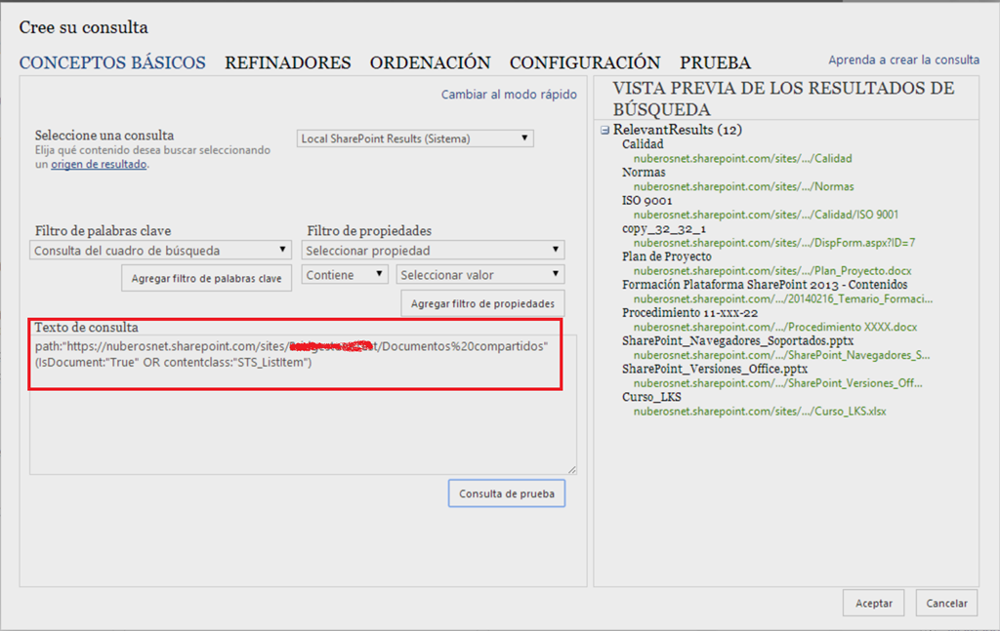 Cree su consulta
CONCEPTOS BÁSICOS REFINADORES ORDENACIÓN CONFIGURACIÓN PRUEBA Aprenda a crear la consulta
Cambiar al modo rápido
Seleccione una consulta
Elija qué contenido desea buscar seleccionando
un origen de resultado.
Local SharePoint Results (Sistema)
Filtro de palabras clave
Consulta del cuadro de búsqueda
Agregar filtro de palabras clave
Filtro de propiedades
Seleccionar propiedad
Contiene Seleccionar valor
Agregar filtro de propiedades
Texto de consulta
path:"https://nuberosnet.sharepoint.com/sites/ et/Documentos%20compartidos"
(IsDocument:"True" OR contentclass:"STS_ListItem")
Consulta de prueba
VISTA PREVIA DE LOS RESULTADOS DE
BÚSQUEDA
RelevantResults (12)
Calidad
nuberosnet.sharepoint.com/sites/.../Calidad
Normas
nuberosnet.sharepoint.com/sites/.../Normas
ISO 9001
nuberosnet.sharepoint.com/sites/.../Calidad/ISO 9001
copy_32_32_1
nuberosnet.sharepoint.com/sites/.../DispForm.aspx?ID=7
Plan de Proyecto
nuberosnet.sharepoint.com/sites/.../Plan_Proyecto.docx
Formación Plataforma SharePoint 2013 - Contenidos
nuberosnet.sharepoint.com/.../20140216_Temario_Formaci...
Procedimiento 11-xxx-22
nuberosnet.sharepoint.com/.../Procedimiento XXXX.docx
SharePoint_Navegadores_Soportados.pptx
nuberosnet.sharepoint.com/.../SharePoint_Navegadores_S...
SharePoint_Versiones_Office.pptx
nuberosnet.sharepoint.com/.../SharePoint_Versiones_Off...
Curso_LKS
nuberosnet.sharepoint.com/sites/.../Curso_LKS.xlsx
Aceptar Cancelar